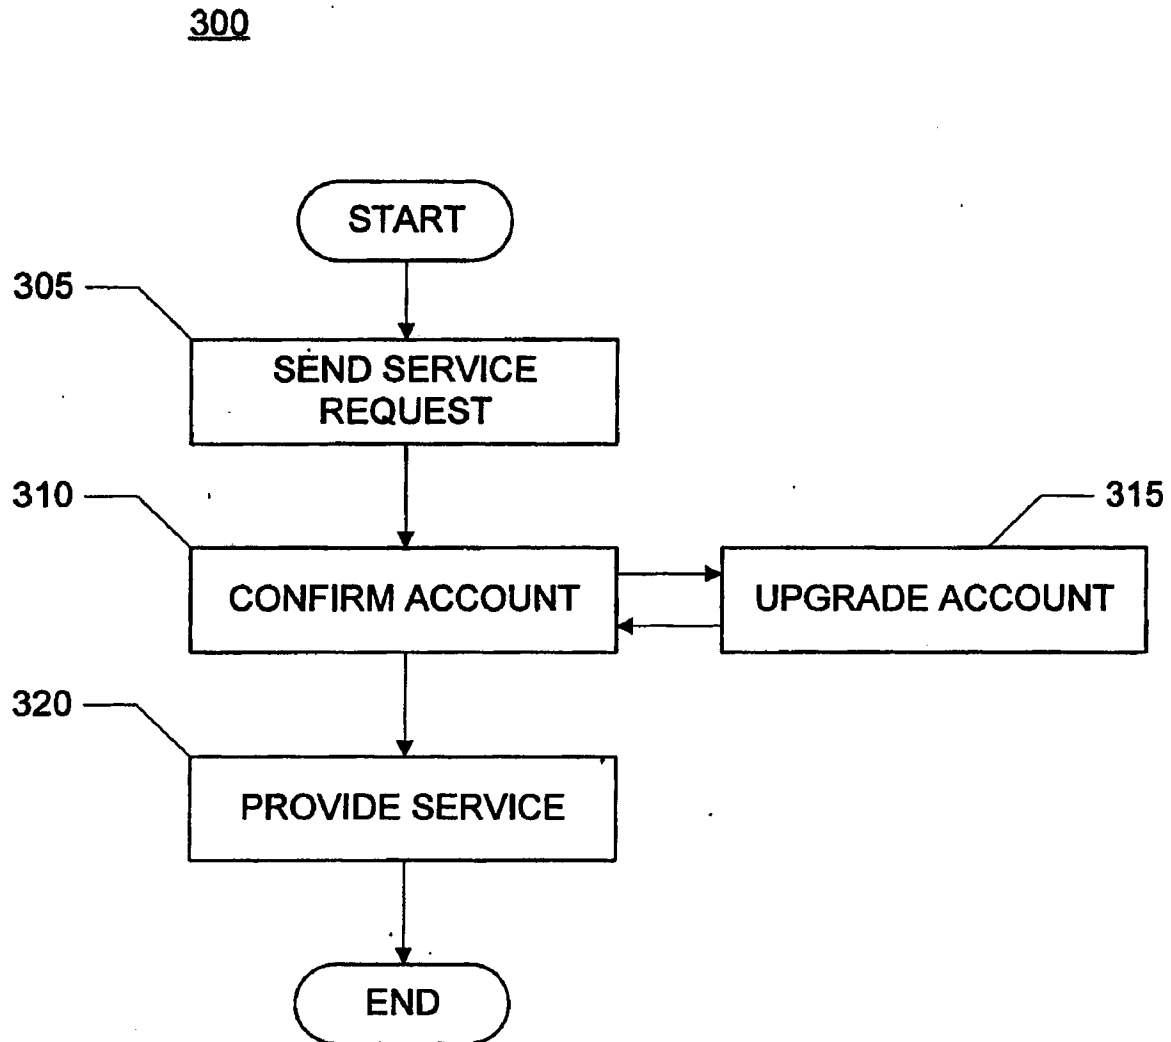 300
START
305
SEND SERVICE
REQUEST
310
315
CONFIRM ACCOUNT
UPGRADE ACCOUNT
320
PROVIDE SERVICE
END